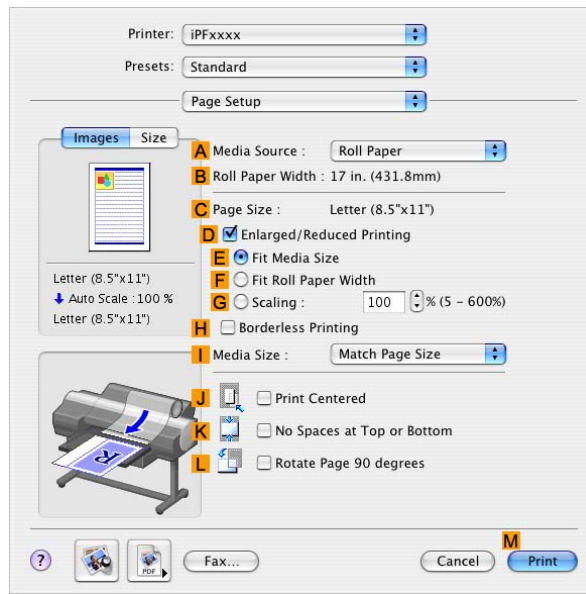 Printer: iPFxxxx
Presets: Standard
Page Setup
Images Size
A Media Source : Roll Paper
B Roll Paper Width : 17 in. (431.8mm)
C Page Size : Letter (8.5"x11")
D Enlarged/Reduced Printing
E Fit Media Size
F Fit Roll Paper Width
G Scaling : 100 % (5 - 600%)
H Borderless Printing
I Media Size : Match Page Size
J Print Centered
K No Spaces at Top or Bottom
L Rotate Page 90 degrees
Letter (8.5"x11")
Auto Scale :100 %
Letter (8.5"x11")
R
M
? PDF Fax... Cancel Print